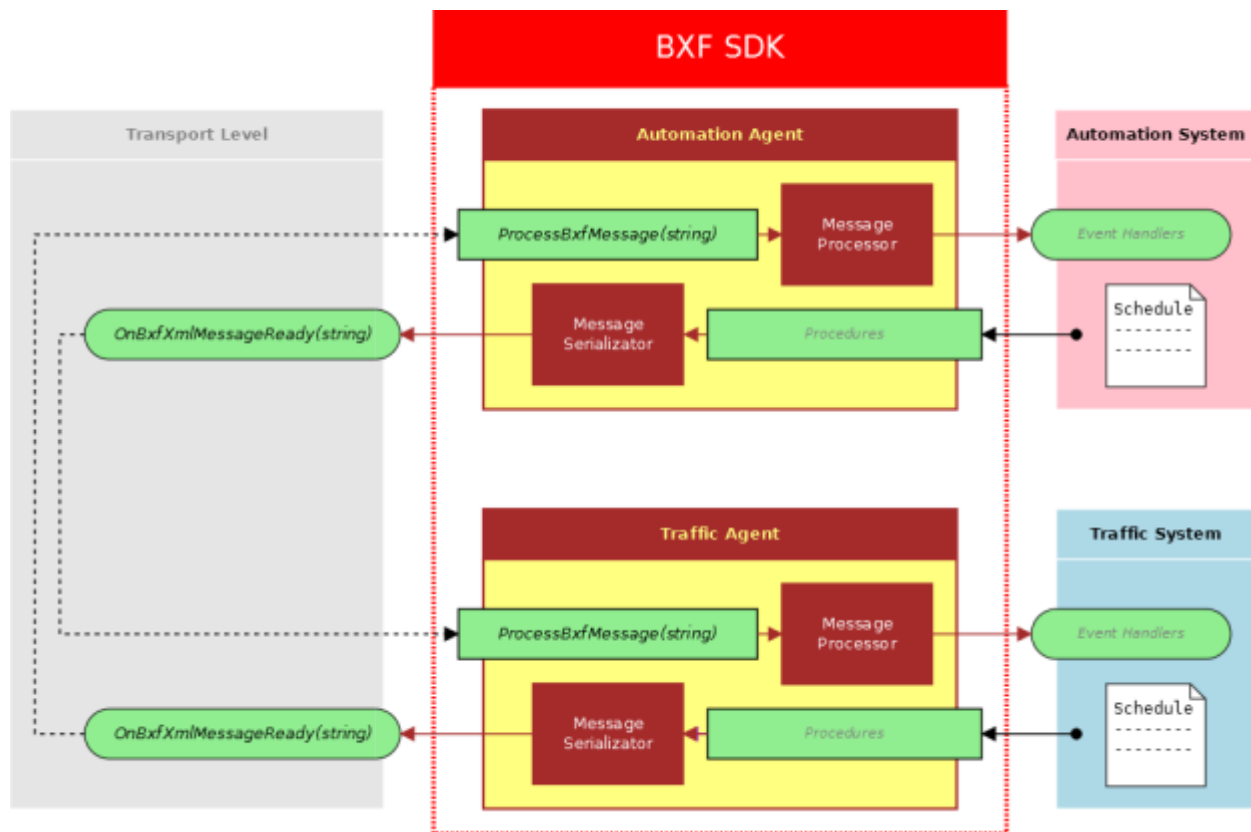 BXF SDK
Transport Level
Automation Agent
Automation System
ProcessBxfMessage(string)
Message
Processor
Event Handlers
OnBxfXmlMessageReady(string)
Message
Serializator
Procedures
Schedule
--------
--------
Traffic Agent
Traffic System
ProcessBxfMessage(string)
Message
Processor
Event Handlers
OnBxfXmlMessageReady(string)
Message
Serializator
Procedures
Schedule
--------
--------